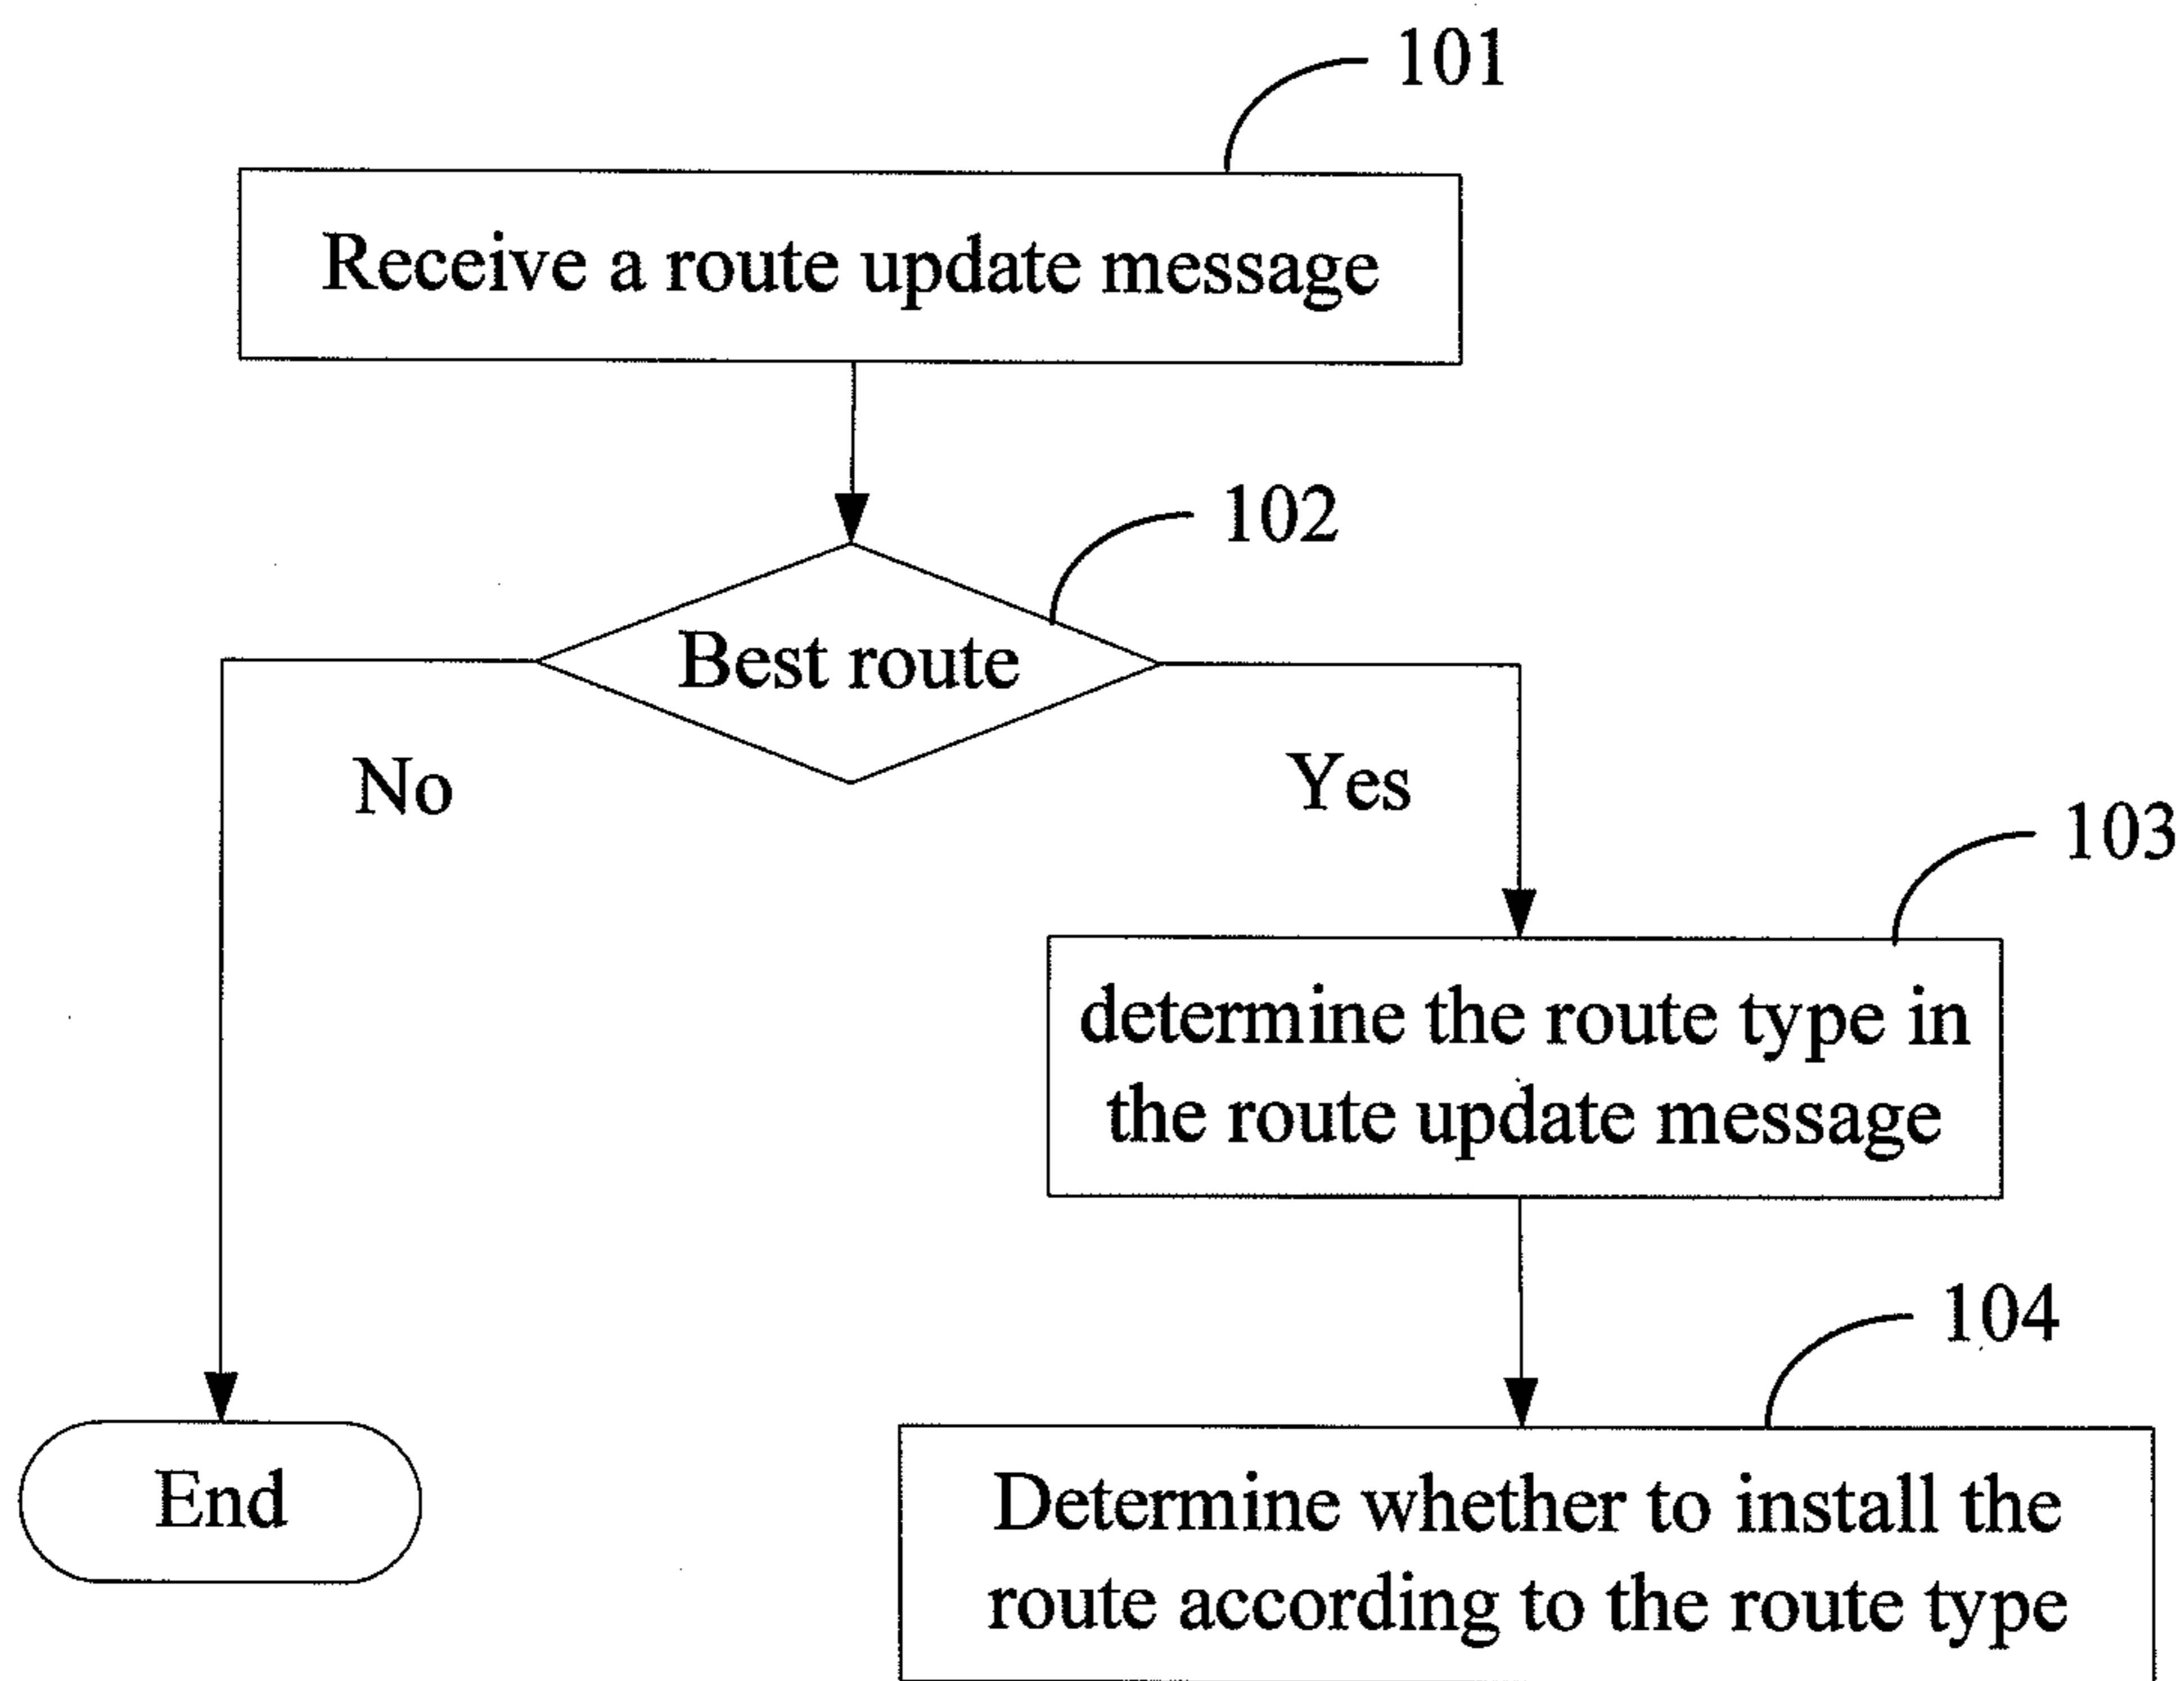 101
Receive a route update message
102
Best route
No
Yes
103
determine the route type in
the route update message
104
End
Determine whether to install the
route according to the route type